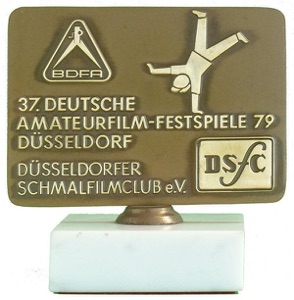 BDFA
37. DEUTSCHE
AMATEURFILM-FESTSPIELE 79
DÜSSELDORF
DÜSSELDORFER
SCHMALFILMCLUB e.V.
DSfC